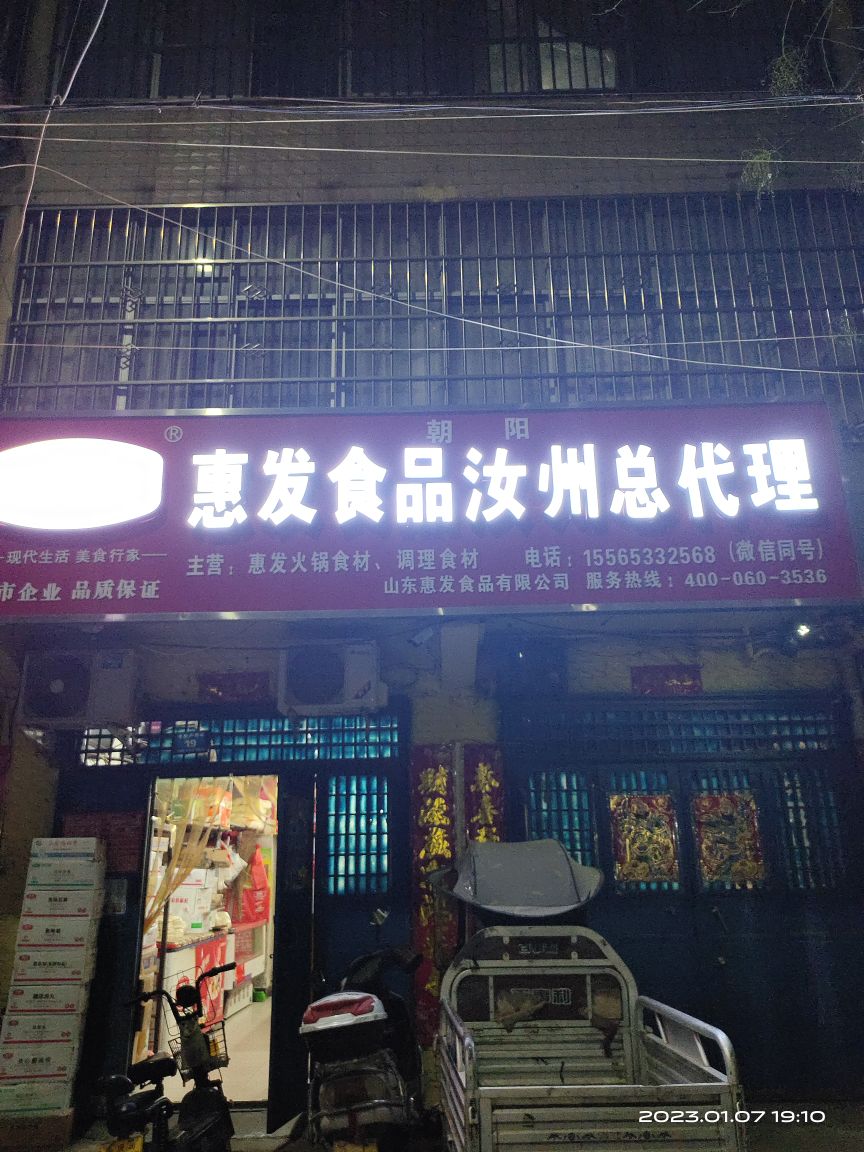 朝阳
®
惠发食品汝州总代理
现代生活 美食行家
主营：惠发火锅食材、调理食材 电话：15565332568（微信同号）
市企业 品质保证
山东惠发食品有限公司 服务热线：400-060-3536
19
2023.01.07 19:10